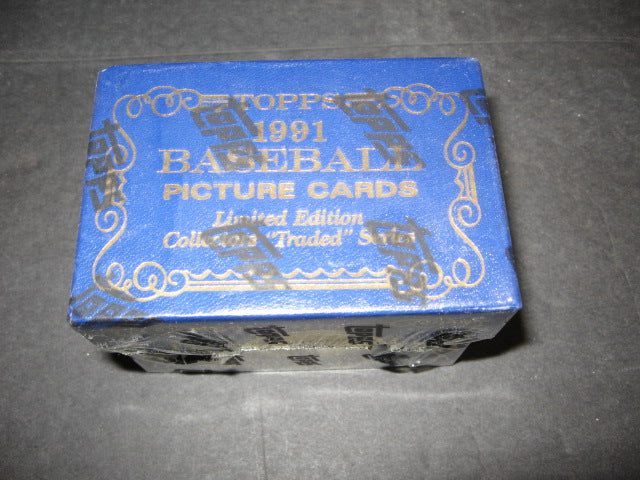 TOPPS
1991
BASEBALL
PICTURE CARDS
Limited Edition
Collectors' "Traded" Series